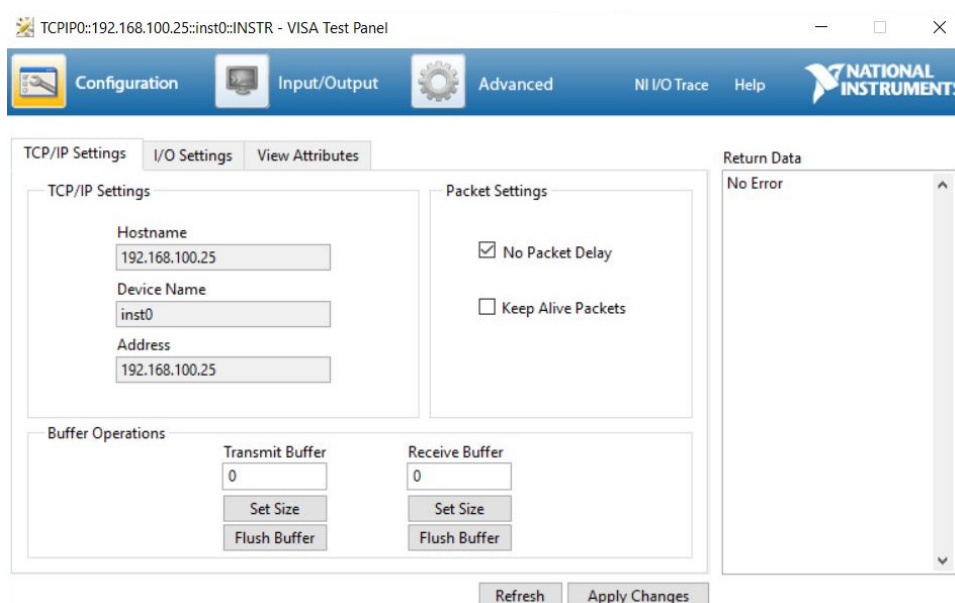 TCPIP0::192.168.100.25::inst0::INSTR - VISA Test Panel
Configuration
Input/Output
Advanced
NI I/O Trace
Help
NATIONAL
INSTRUMENTS
TCP/IP Settings
I/O Settings
View Attributes
Return Data
No Error
TCP/IP Settings
Hostname
192.168.100.25
Device Name
inst0
Address
192.168.100.25
Packet Settings
No Packet Delay
Keep Alive Packets
Buffer Operations
Transmit Buffer
0
Set Size
Flush Buffer
Receive Buffer
0
Set Size
Flush Buffer
Refresh
Apply Changes